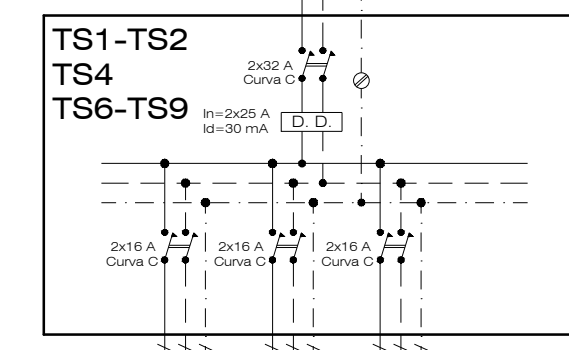 TS1-TS2
TS4
TS6-TS9
2x32 A
Curva C
In=2x25 A
Id=30 mA
D. D.
2x16 A
Curva C
2x16 A
Curva C
2x16 A
Curva C